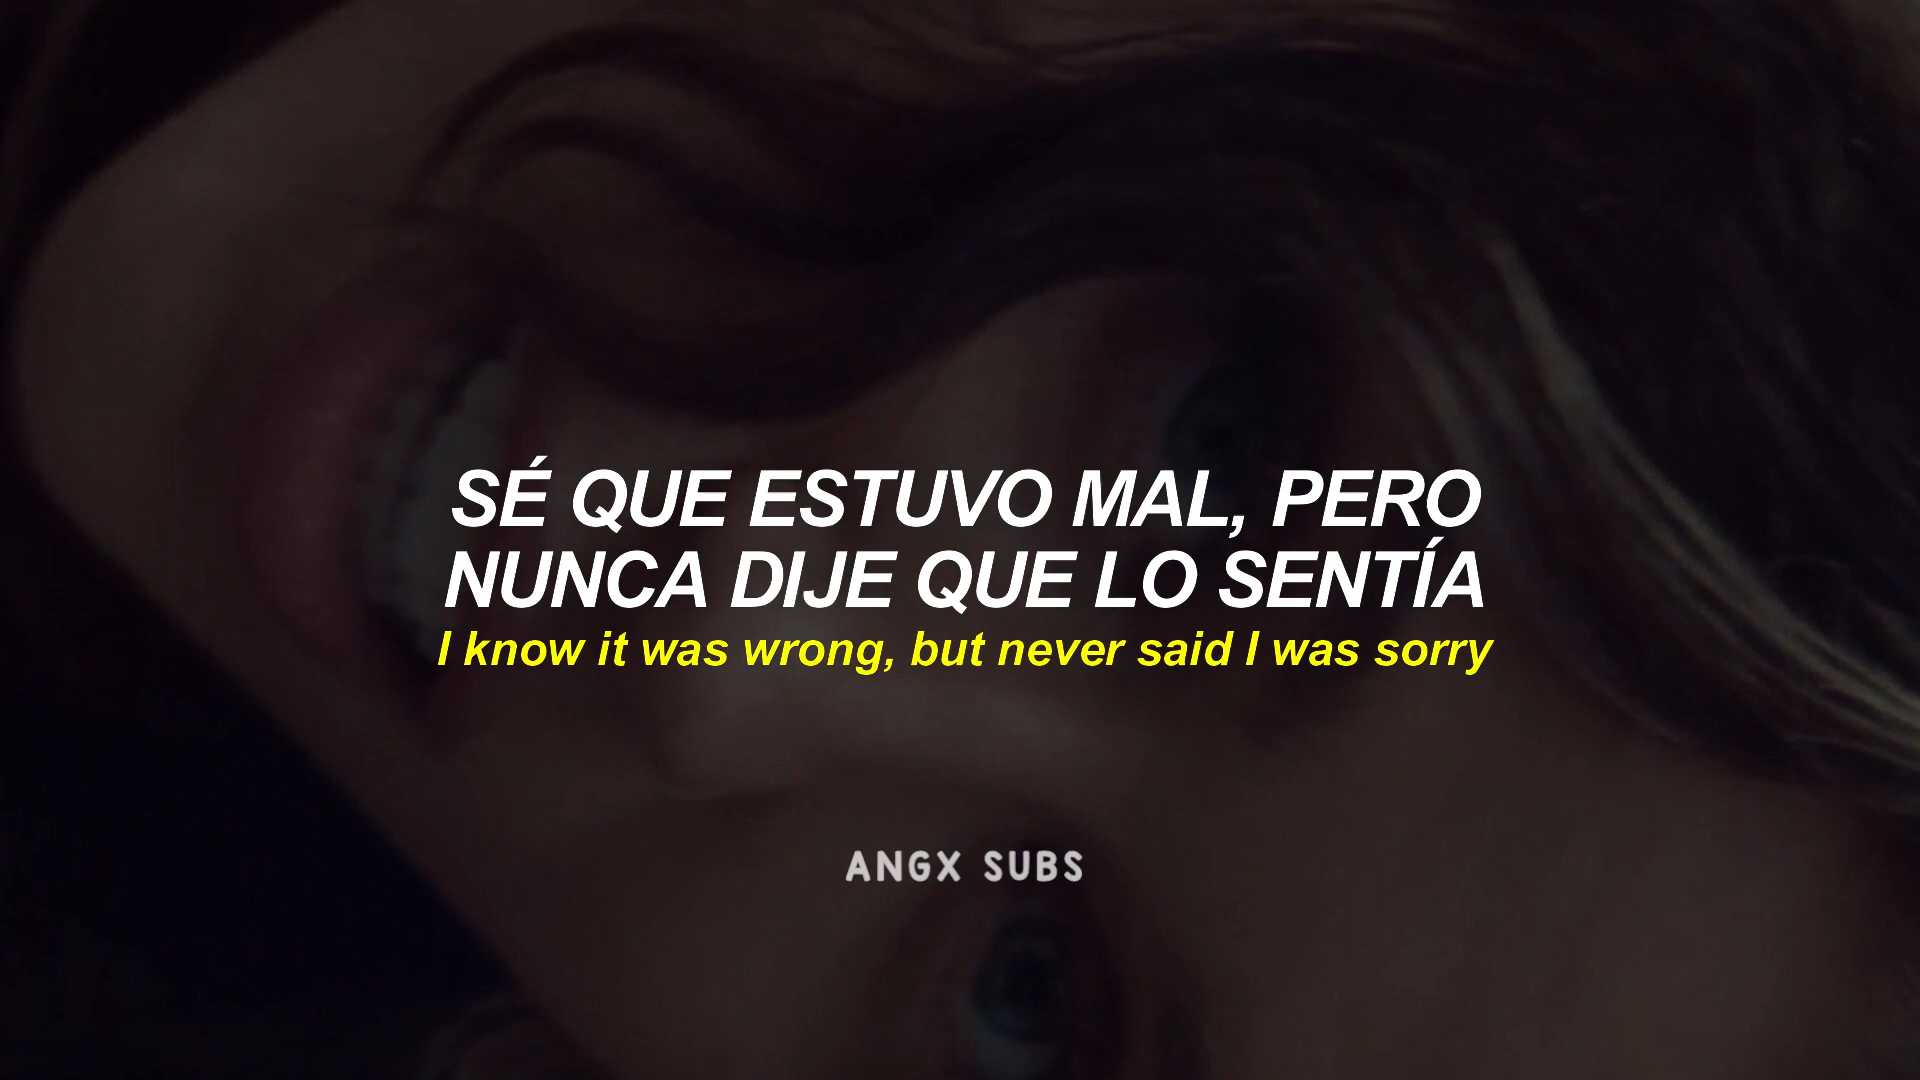 SÉ QUE ESTUVO MAL, PERO
NUNCA DIJE QUE LO SENTÍA
I know it was wrong, but never said I was sorry
ANGX SUBS